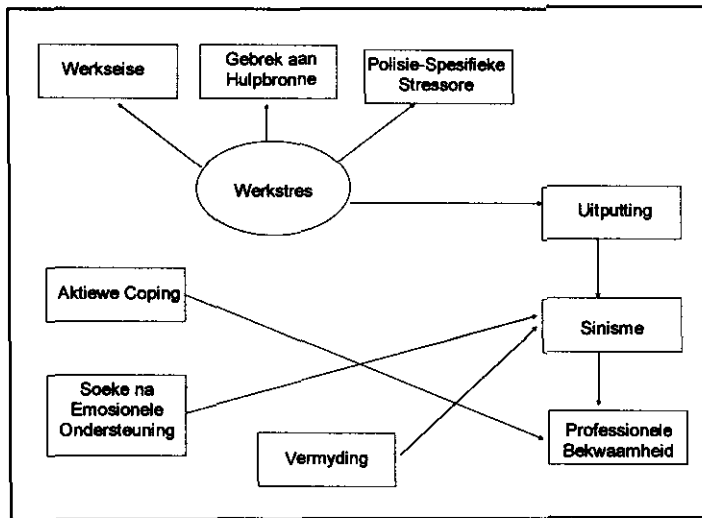 Werkseise
Gebrek aan
Hulpbronne
Polisie-Spesifieke
Stressore
Werkstres
Uitputting
Aktiewe Coping
Sinisme
Soeke na
Emosionele
Ondersteuning
Vermyding
Professionele
Bekwaamheid